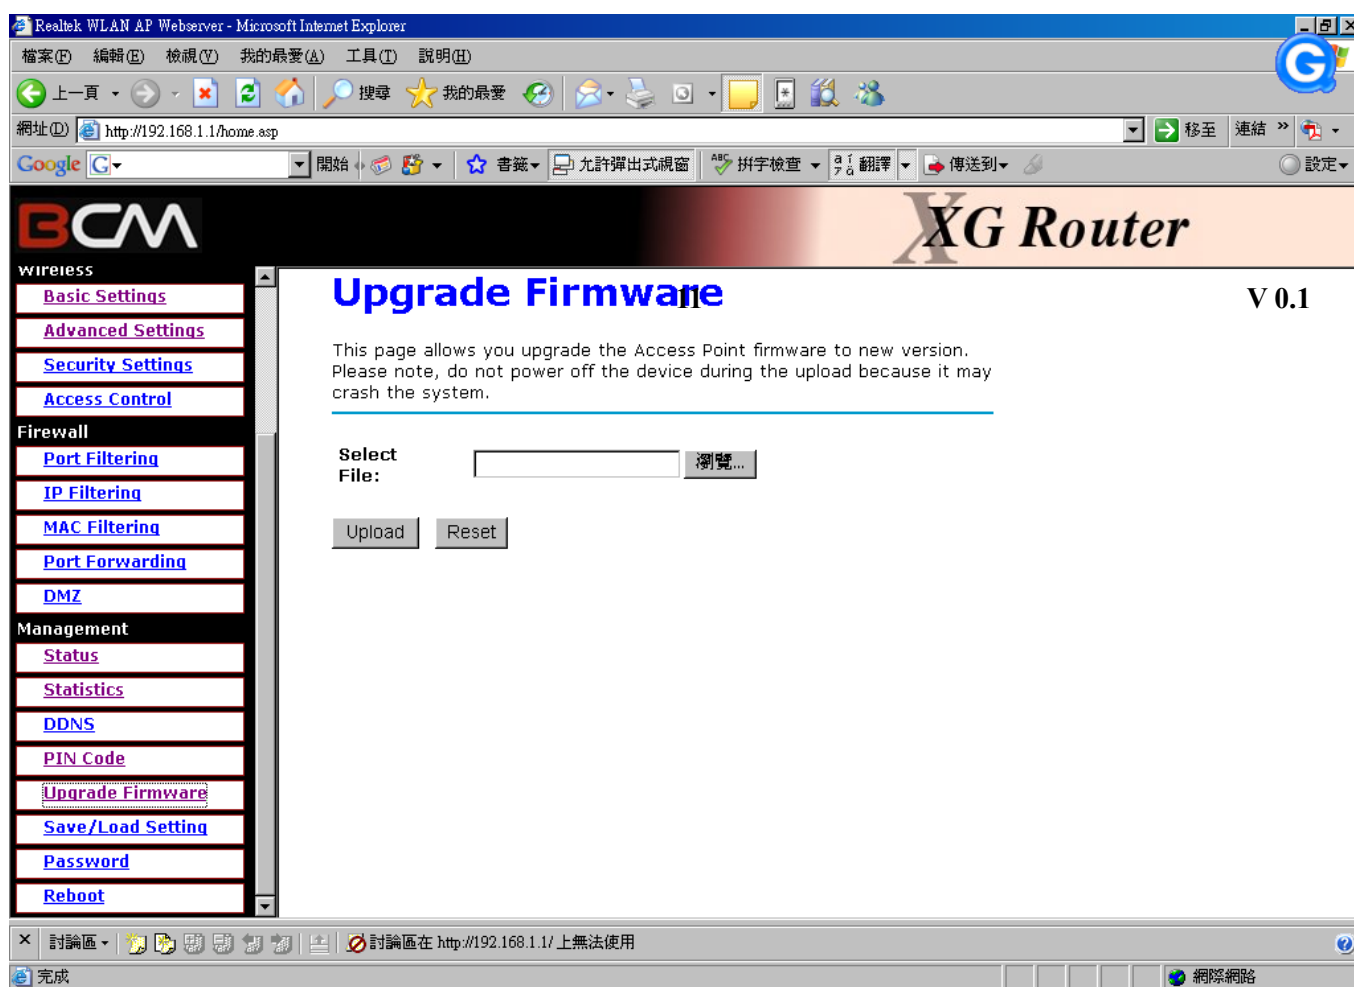 Realtek WLAN AP Webserver - Microsoft Internet Explorer
檔案(F) 編輯(E) 檢視(V) 我的最愛(A) 工具(T) 說明(H)
上一頁 搜尋 我的最愛
網址(D) http://192.168.1.1/home.asp 移至 連結 »
Google G 開始 書籤 允許彈出式視窗 ABC 拼字檢查 翻譯 傳送到 設定
BCM
XG Router
Wireless
Basic Settings
Advanced Settings
Security Settings
Access Control
Firewall
Port Filtering
IP Filtering
MAC Filtering
Port Forwarding
DMZ
Management
Status
Statistics
DDNS
PIN Code
Upgrade Firmware
Save/Load Setting
Password
Reboot
Upgrade Firmware
11
V 0.1
This page allows you upgrade the Access Point firmware to new version.
Please note, do not power off the device during the upload because it may
crash the system.
Select
File:
瀏覽...
Upload Reset
討論區 討論區在 http://192.168.1.1/ 上無法使用
完成 網際網路